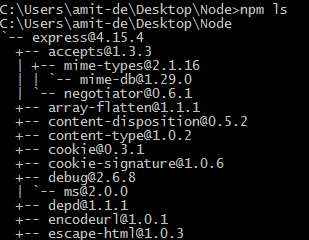 C:\Users\amit-de\Desktop\Node>npm ls
C:\Users\amit-de\Desktop\Node
`-- express@4.15.4
  +-- accepts@1.3.3
  | +-- mime-types@2.1.16
  | | `-- mime-db@1.29.0
  | `-- negotiator@0.6.1
  +-- array-flatten@1.1.1
  +-- content-disposition@0.5.2
  +-- content-type@1.0.2
  +-- cookie@0.3.1
  +-- cookie-signature@1.0.6
  +-- debug@2.6.8
  | `-- ms@2.0.0
  +-- depd@1.1.1
  +-- encodeurl@1.0.1
  +-- escape-html@1.0.3